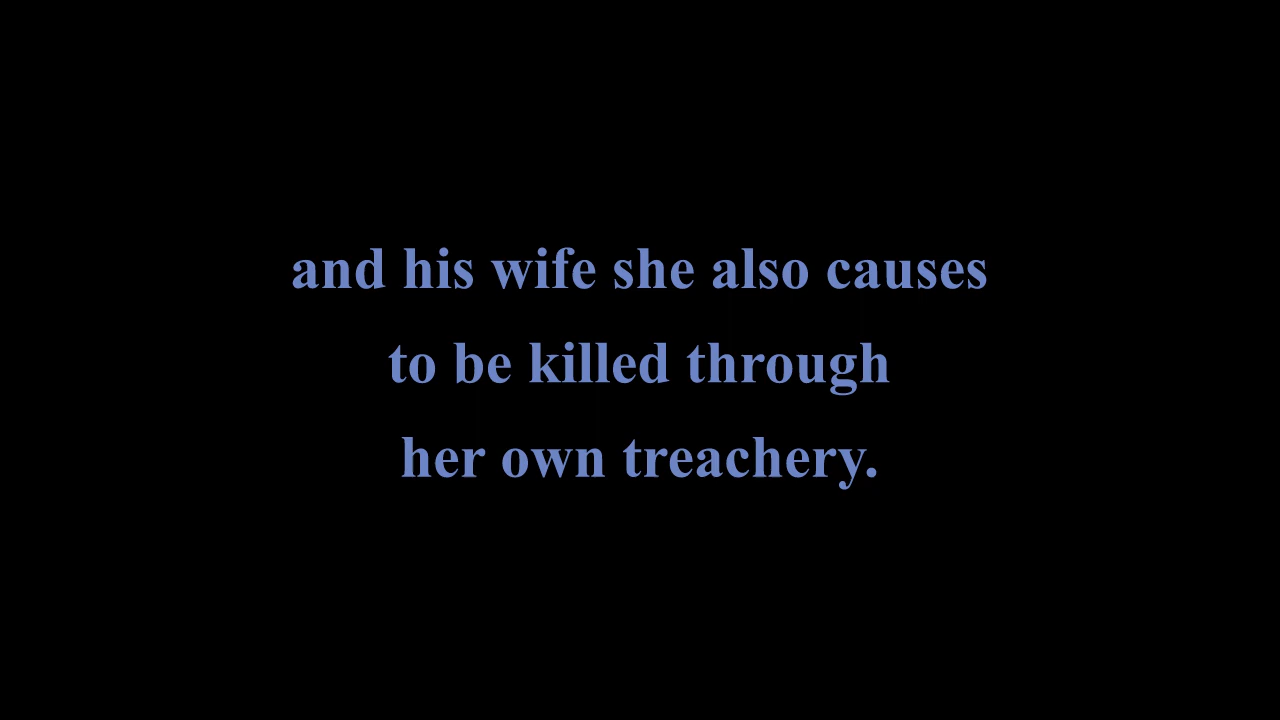 and his wife she also causes
to be killed through
her own treachery.